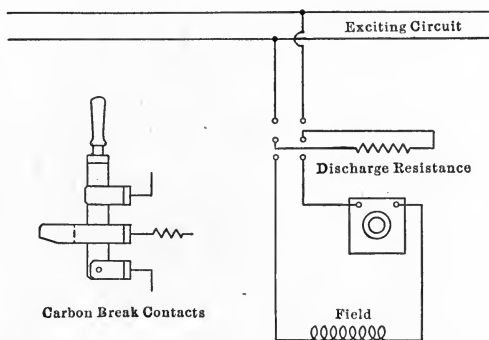 Exciting Circuit
Discharge Resistance
Carbon Break Contacts
Field